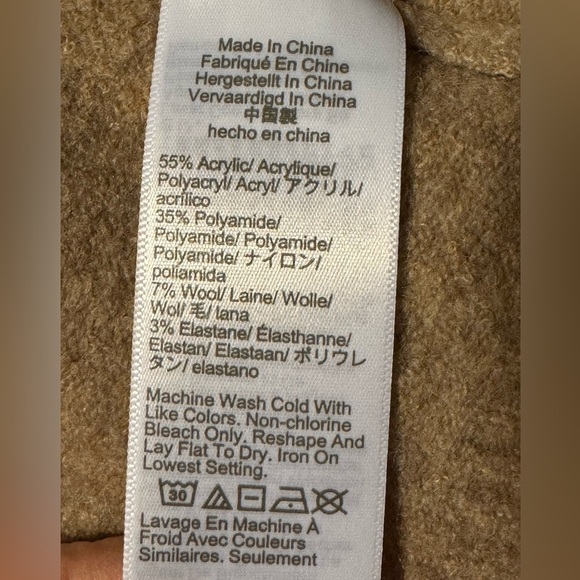 Made In China
Fabriqué En Chine
Hergestellt In China
Vervaardigd In China
中国製
hecho en china
55% Acrylic/ Acrylique/
Polyacryl/ Acryl/ アクリル/
acrilico
35% Polyamide/
Polyamide/ Polyamide/
Polyamide/ ナイロン/
poliamida
7% Wool/ Laine/ Wolle/
Wol/ 毛/ lana
3% Elastane/ Élasthanne/
Elastan/ Elastaan/ ポリウレ
タン/ elastano
Machine Wash Cold With
Like Colors. Non-chlorine
Bleach Only. Reshape And
Lay Flat To Dry. Iron On
Lowest Setting.
30
Lavage En Machine À
Froid Avec Couleurs
Similaires. Seulement